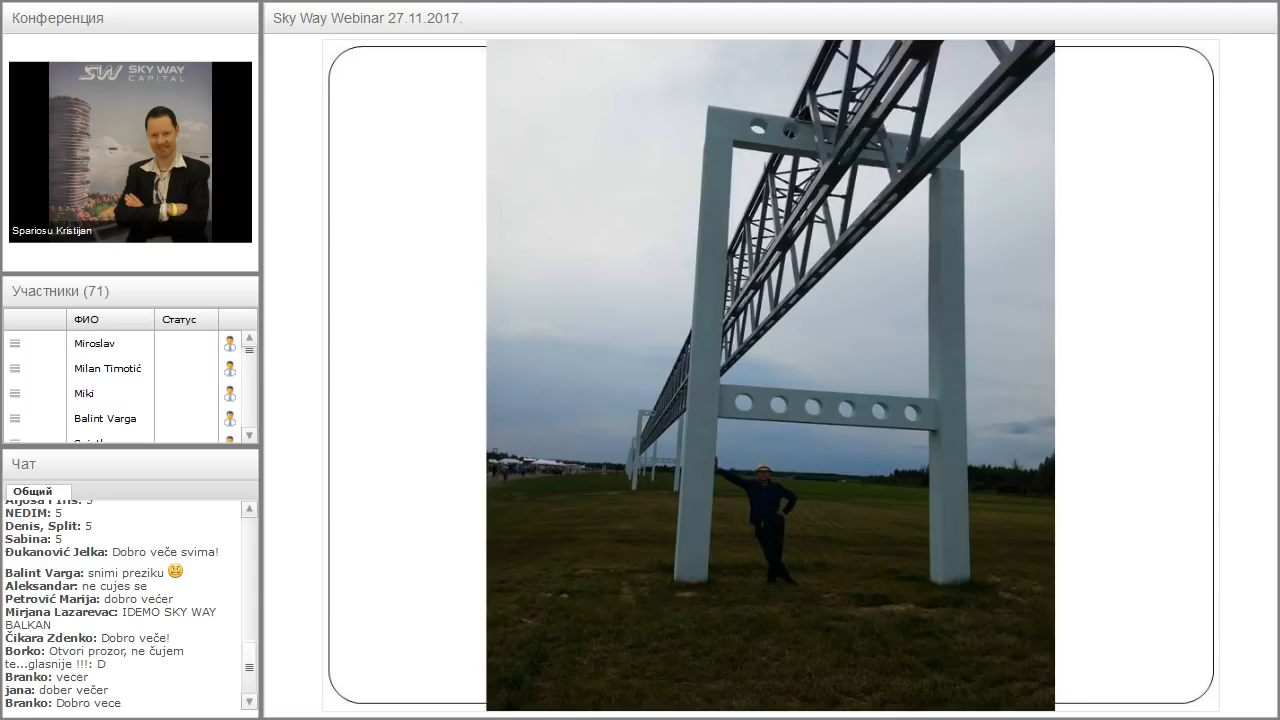 Конференция
SKY WAY
CAPITAL
Spariosu Kristijan
Участники (71)
ФИО Статус
Miroslav
Milan Timotić
Miki
Balint Varga
Чат
Общий
NEDIM: 5
Denis, Split: 5
Sabina: 5
Đukanović Jelka: Dobro veče svima!
Balint Varga: snimi preziku
Aleksandar: ne cujes se
Petrović Marija: dobro većer
Mirjana Lazarevac: IDEMO SKY WAY
BALKAN
Čikara Zdenko: Dobro veče!
Borko: Otvori prozor, ne čujem
te...glasnije !!!: D
Branko: vecer
jana: dober večer
Branko: Dobro vece
Sky Way Webinar 27.11.2017.